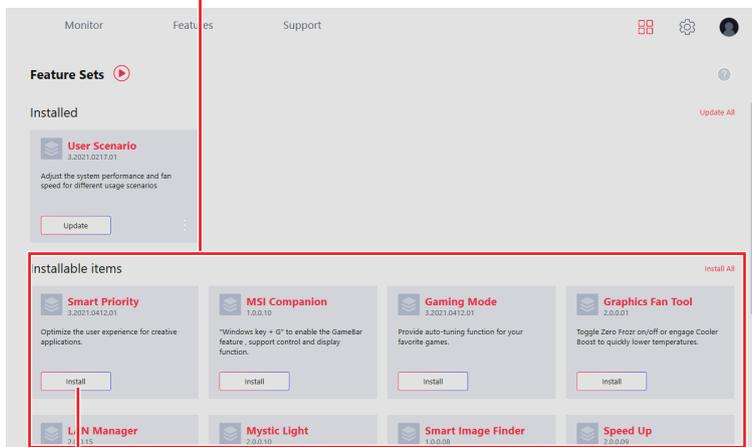 Monitor
Features
Support
Feature Sets
?
Installed
Update All
User Scenario
3.2021.0217.01
Adjust the system performance and fan
speed for different usage scenarios
Update
Installable items
Install All
Smart Priority
3.2021.0412.01
Optimize the user experience for creative
applications.
Install
MSI Companion
1.0.0.10
"Windows key + G" to enable the GameBar
feature , support control and display
function.
Install
Gaming Mode
3.2021.0412.01
Provide auto-tuning function for your
favorite games.
Install
Graphics Fan Tool
2.0.0.01
Toggle Zero Frozr on/off or engage Cooler
Boost to quickly lower temperatures.
Install
LAN Manager
Mystic Light
2.0.0.10
Smart Image Finder
1.0.0.08
Speed Up
2.0.0.09